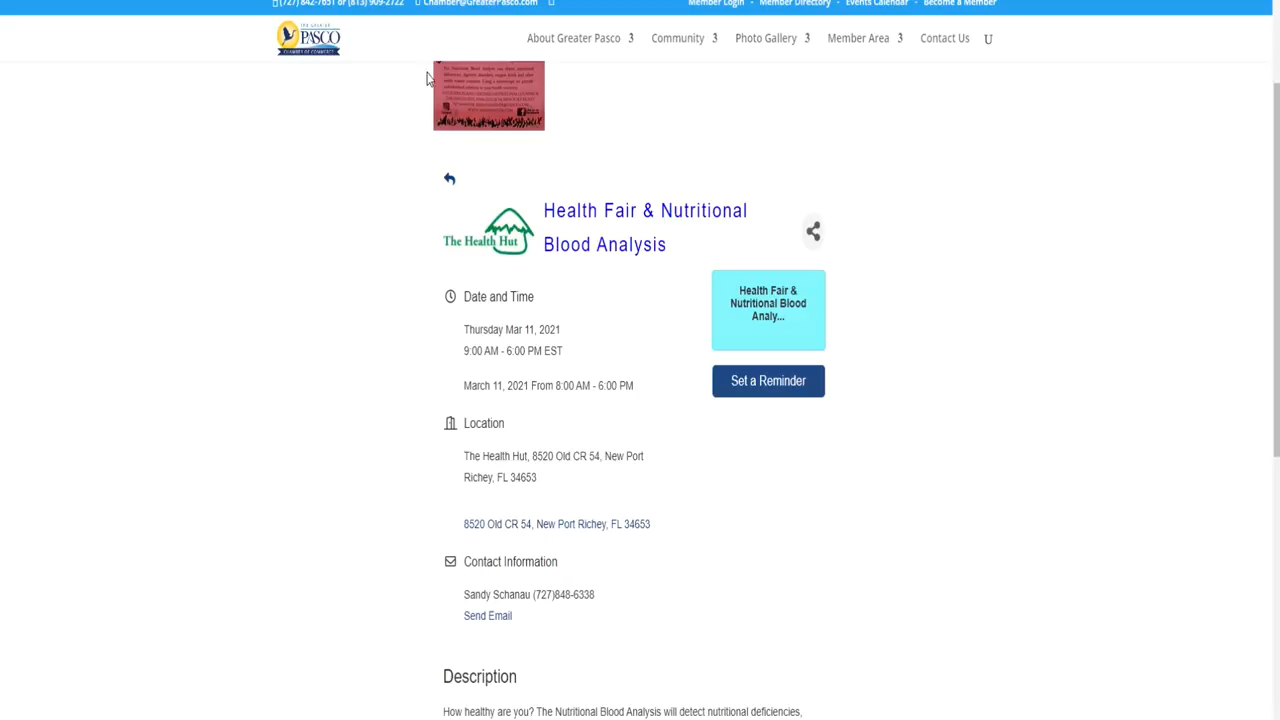 (727) 842-7651 or (813) 909-2722 Chamber@GreaterPasco.com Member Login - Member Directory - Events Calendar - Become a Member
PASCO
CHAMBER OF COMMERCE
About Greater Pasco 3 Community 3 Photo Gallery 3 Member Area 3 Contact Us U
Health Fair & Nutritional
Blood Analysis
The Health Hut
Health Fair &
Nutritional Blood
Analy...
Date and Time
Thursday Mar 11, 2021
9:00 AM - 6:00 PM EST
Set a Reminder
March 11, 2021 From 8:00 AM - 6:00 PM
Location
The Health Hut, 8520 Old CR 54, New Port
Richey, FL 34653
8520 Old CR 54, New Port Richey, FL 34653
Contact Information
Sandy Schanau (727)848-6338
Send Email
Description
How healthy are you? The Nutritional Blood Analysis will detect nutritional deficiencies,